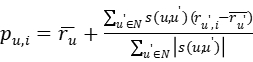 p_{u,i} = \overline{r_u} + \frac{\sum_{u' \in N} s(u,u')(r_{u',i} - \overline{r_{u'}})}{\sum_{u' \in N} |s(u,u')|}